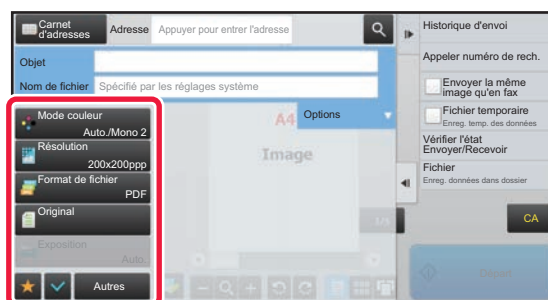 Carnet
d'adresses
Adresse
Appuyer pour entrer l'adresse
Objet
Nom de fichier
Spécifié par les réglages système
Mode couleur
Auto./Mono 2
Résolution
200x200ppp
Format de fichier
PDF
Original
Exposition
Auto.
Autres
A4
Options
Image
1/3
Historique d'envoi
Appeler numéro de rech.
Envoyer la même
image qu'en fax
Fichier temporaire
Enreg. temp. des données
Vérifier l'état
Envoyer/Recevoir
Fichier
Enreg. données dans dossier
CA
Départ